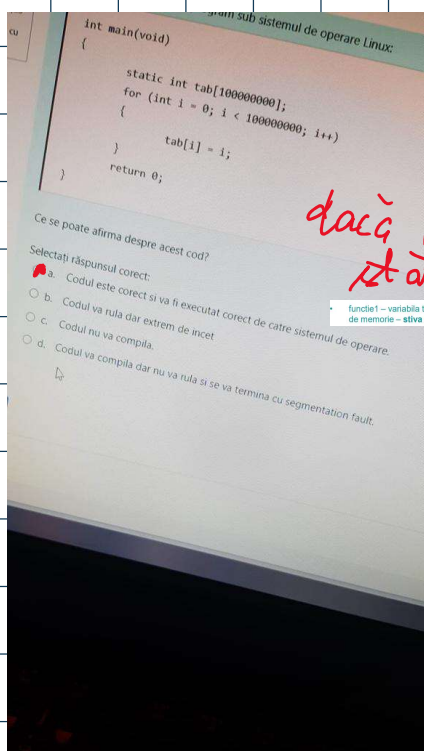 cu
gram sub sistemul de operare Linux:
int main(void)
{
static int tab[100000000];
for (int i = 0; i < 100000000; i++)
{
tab[i] = i;
}
return 0;
}
Ce se poate afirma despre acest cod?
Selectați răspunsul corect:
a. Codul este corect si va fi executat corect de catre sistemul de operare.
b. Codul va rula dar extrem de incet
c. Codul nu va compila.
d. Codul va compila dar nu va rula si se va termina cu segmentation fault.
dacă
functie1 – variabila t
de memorie – stiva